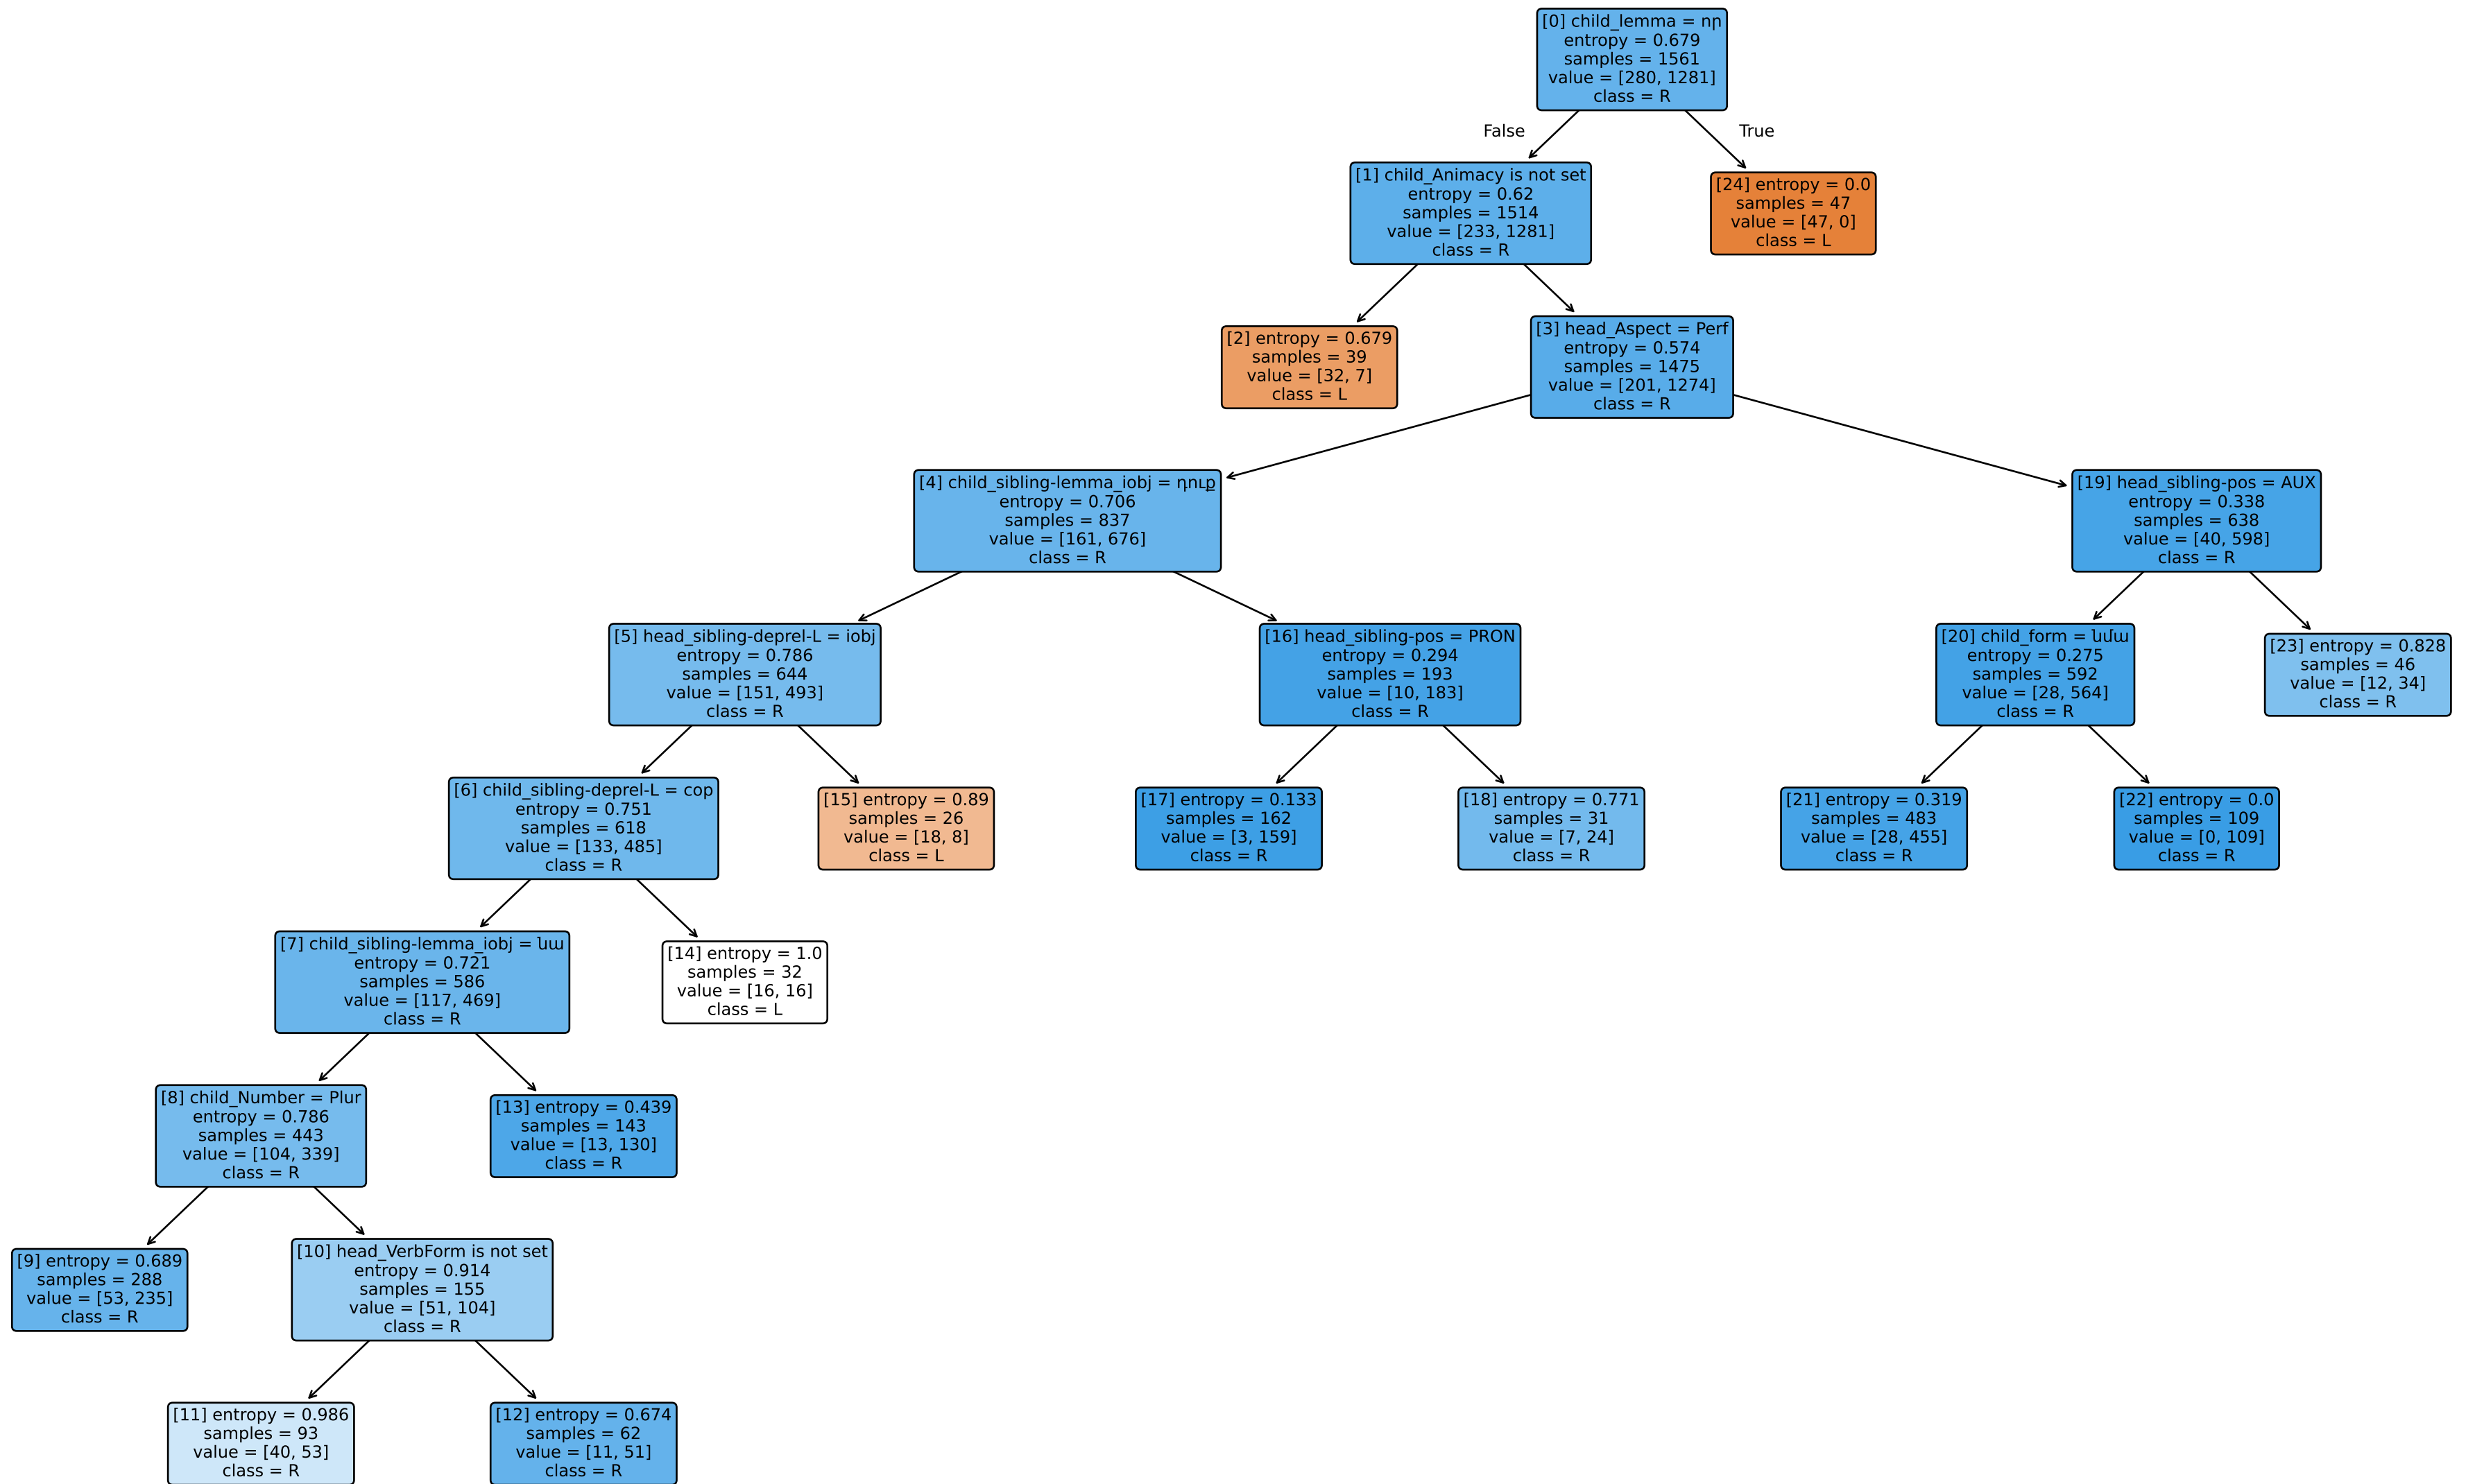 [0] child_lemma = որ
entropy = 0.679
samples = 1561
value = [280, 1281]
class = R
False
True
[1] child_Animacy is not set
entropy = 0.62
samples = 1514
value = [233, 1281]
class = R
[24] entropy = 0.0
samples = 47
value = [47, 0]
class = L
[2] entropy = 0.679
samples = 39
value = [32, 7]
class = L
[3] head_Aspect = Perf
entropy = 0.574
samples = 1475
value = [201, 1274]
class = R
[4] child_sibling-lemma_iobj = դուք
entropy = 0.706
samples = 837
value = [161, 676]
class = R
[19] head_sibling-pos = AUX
entropy = 0.338
samples = 638
value = [40, 598]
class = R
[5] head_sibling-deprel-L = iobj
entropy = 0.786
samples = 644
value = [151, 493]
class = R
[16] head_sibling-pos = PRON
entropy = 0.294
samples = 193
value = [10, 183]
class = R
[20] child_form = նմա
entropy = 0.275
samples = 592
value = [28, 564]
class = R
[23] entropy = 0.828
samples = 46
value = [12, 34]
class = R
[6] child_sibling-deprel-L = cop
entropy = 0.751
samples = 618
value = [133, 485]
class = R
[15] entropy = 0.89
samples = 26
value = [18, 8]
class = L
[17] entropy = 0.133
samples = 162
value = [3, 159]
class = R
[18] entropy = 0.771
samples = 31
value = [7, 24]
class = R
[21] entropy = 0.319
samples = 483
value = [28, 455]
class = R
[22] entropy = 0.0
samples = 109
value = [0, 109]
class = R
[7] child_sibling-lemma_iobj = նա
entropy = 0.721
samples = 586
value = [117, 469]
class = R
[14] entropy = 1.0
samples = 32
value = [16, 16]
class = L
[8] child_Number = Plur
entropy = 0.786
samples = 443
value = [104, 339]
class = R
[13] entropy = 0.439
samples = 143
value = [13, 130]
class = R
[9] entropy = 0.689
samples = 288
value = [53, 235]
class = R
[10] head_VerbForm is not set
entropy = 0.914
samples = 155
value = [51, 104]
class = R
[11] entropy = 0.986
samples = 93
value = [40, 53]
class = R
[12] entropy = 0.674
samples = 62
value = [11, 51]
class = R